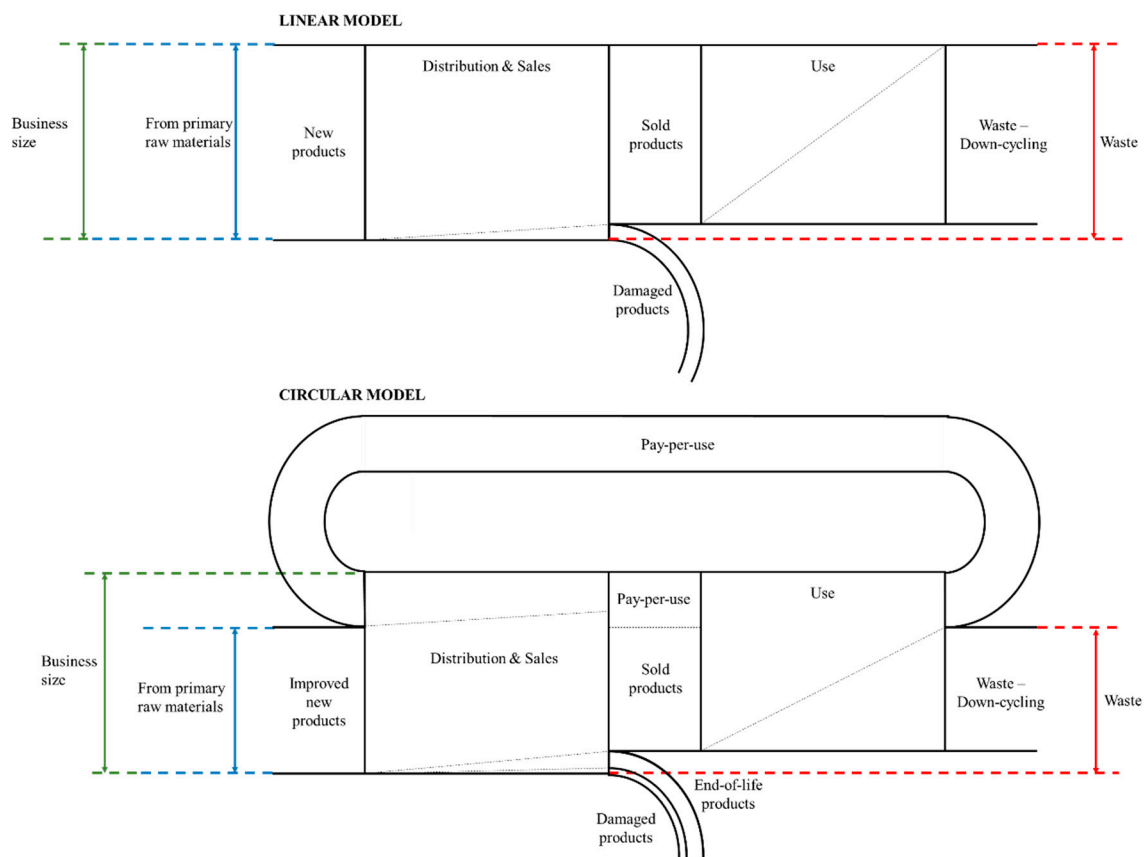 LINEAR MODEL
Distribution & Sales
Use
Business
size
From primary
raw materials
New
products
Sold
products
Waste –
Down-cycling
Waste
Damaged
products
CIRCULAR MODEL
Pay-per-use
Pay-per-use
Use
Distribution & Sales
Business
size
From primary
raw materials
Improved
new
products
Sold
products
Waste –
Down-cycling
Waste
End-of-life
products
Damaged
products